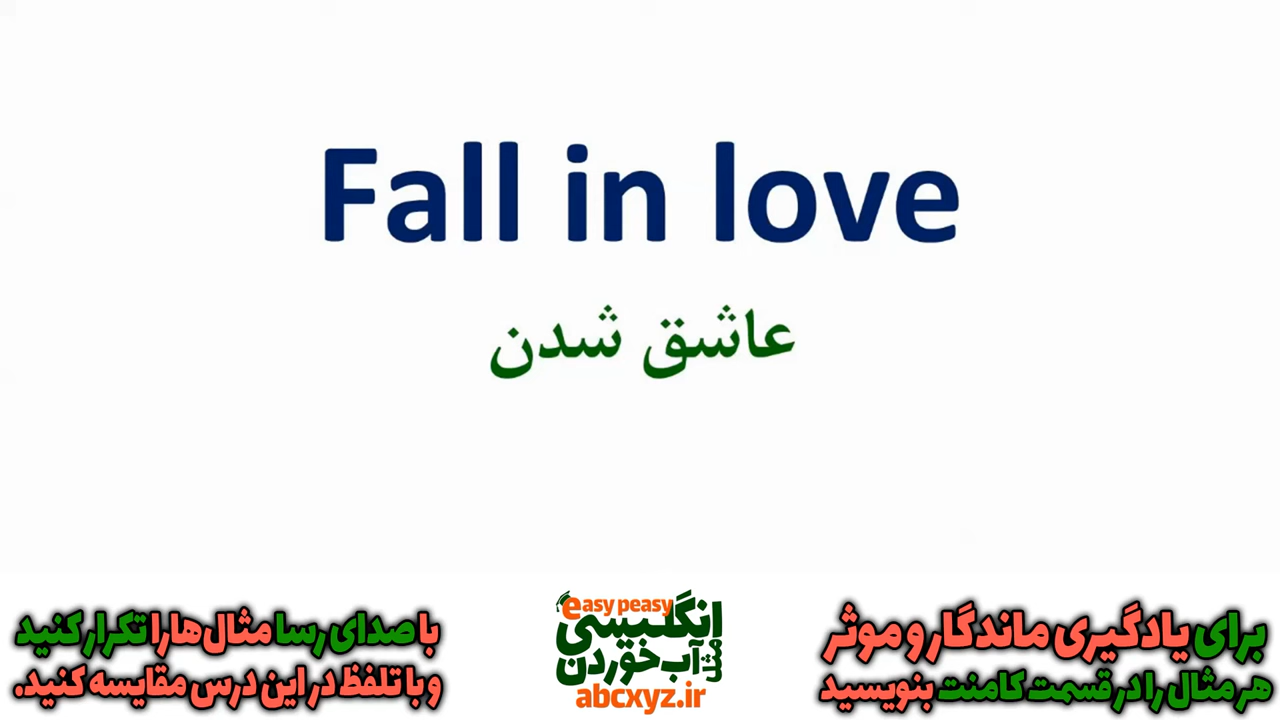 Fall in love
عاشق شدن
برای یادگیری ماندگار و موثر
هر مثال را در قسمت کامنت بنویسید
easy peasy
انگلیسی
مثل آب خوردن
abcxyz.ir
با صدای رسا مثال‌ها را تکرار کنید
و با تلفظ در این درس مقایسه کنید.